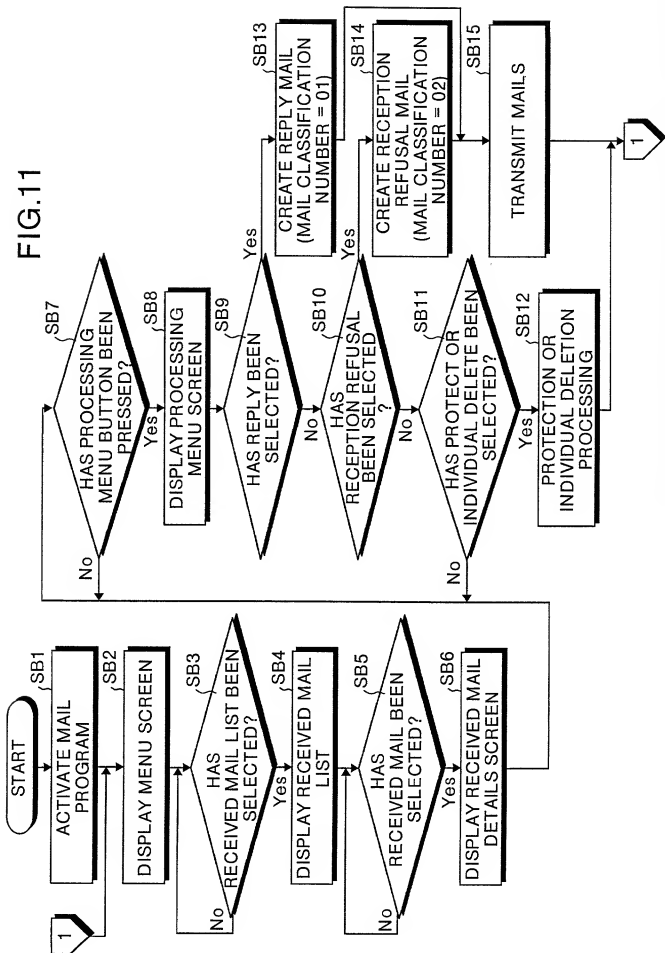 FIG.11
START
SB1
ACTIVATE MAIL
PROGRAM
1
SB2
DISPLAY MENU SCREEN
SB3
HAS
RECEIVED MAIL LIST BEEN
SELECTED?
No
Yes
SB4
DISPLAY RECEIVED MAIL
LIST
SB5
HAS
RECEIVED MAIL BEEN
SELECTED?
No
Yes
SB6
DISPLAY RECEIVED MAIL
DETAILS SCREEN
SB7
HAS PROCESSING
MENU BUTTON BEEN
PRESSED?
No
Yes
SB8
DISPLAY PROCESSING
MENU SCREEN
SB9
HAS REPLY BEEN
SELECTED?
Yes
No
SB10
HAS
RECEPTION REFUSAL
BEEN SELECTED
?
Yes
No
SB11
HAS PROTECT OR
INDIVIDUAL DELETE BEEN
SELECTED?
No
Yes
SB12
PROTECTION OR
INDIVIDUAL DELETION
PROCESSING
SB13
CREATE REPLY MAIL
(MAIL CLASSIFICATION
NUMBER = 01)
SB14
CREATE RECEPTION
REFUSAL MAIL
(MAIL CLASSIFICATION
NUMBER = 02)
SB15
TRANSMIT MAILS
1